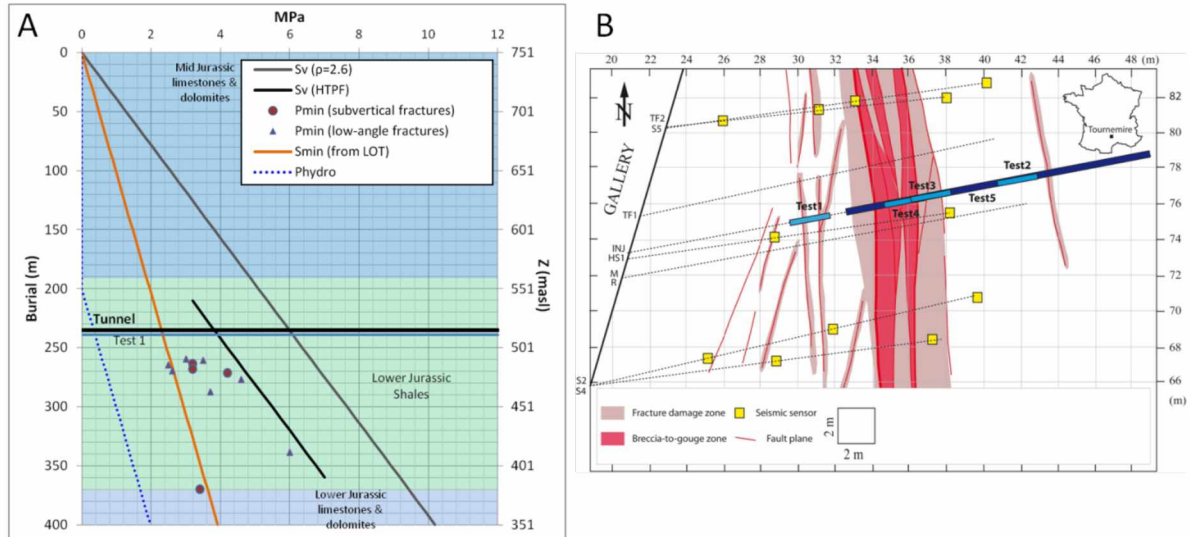 A
MPa
0 2 4 6 8 10 12
Burial (m)
0
50
100
150
200
250
300
350
400
Z (masl)
751
701
651
601
551
501
451
401
351
Mid Jurassic
limestones &
dolomites
Sv (ρ=2.6)
Sv (HTPF)
Pmin (subvertical fractures)
Pmin (low-angle fractures)
Smin (from LOT)
Phydro
Tunnel
Test 1
Lower Jurassic
Shales
Lower Jurassic
limestones &
dolomites
B
20 22 24 26 28 30 32 34 36 38 40 42 44 46 48 (m)
N
GALLERY
TF2
S5
TF1
INJ
HS1
M
R
S2
S4
Test1
Test2
Test3
Test4
Test5
Tournemire
82
80
78
76
74
72
70
68
66
(m)
Fracture damage zone
Seismic sensor
Breccia-to-gouge zone
Fault plane
2 m
2 m